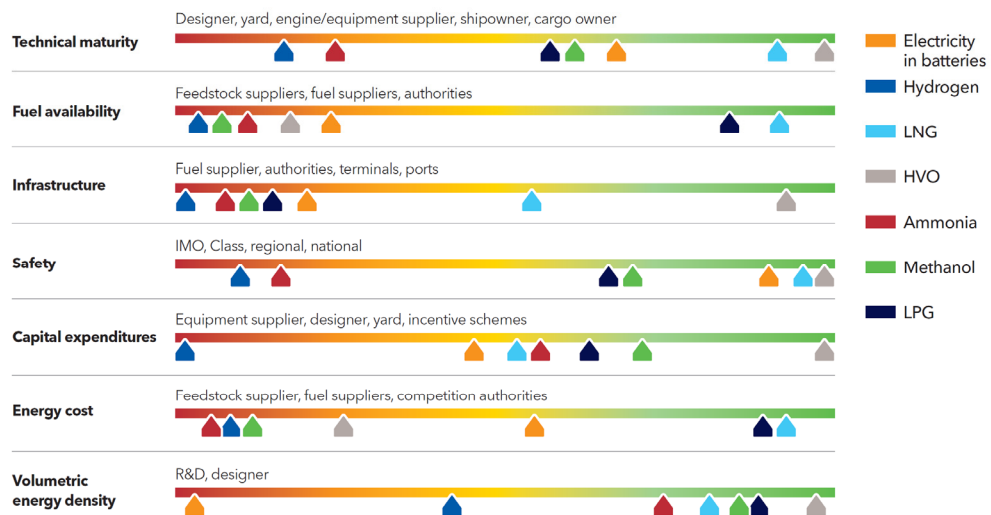 Designer, yard, engine/equipment supplier, shipowner, cargo owner
Technical maturity
Feedstock suppliers, fuel suppliers, authorities
Fuel availability
Fuel supplier, authorities, terminals, ports
Infrastructure
IMO, Class, regional, national
Safety
Equipment supplier, designer, yard, incentive schemes
Capital expenditures
Feedstock supplier, fuel suppliers, competition authorities
Energy cost
R&D, designer
Volumetric
energy density
Electricity
in batteries
Hydrogen
LNG
HVO
Ammonia
Methanol
LPG